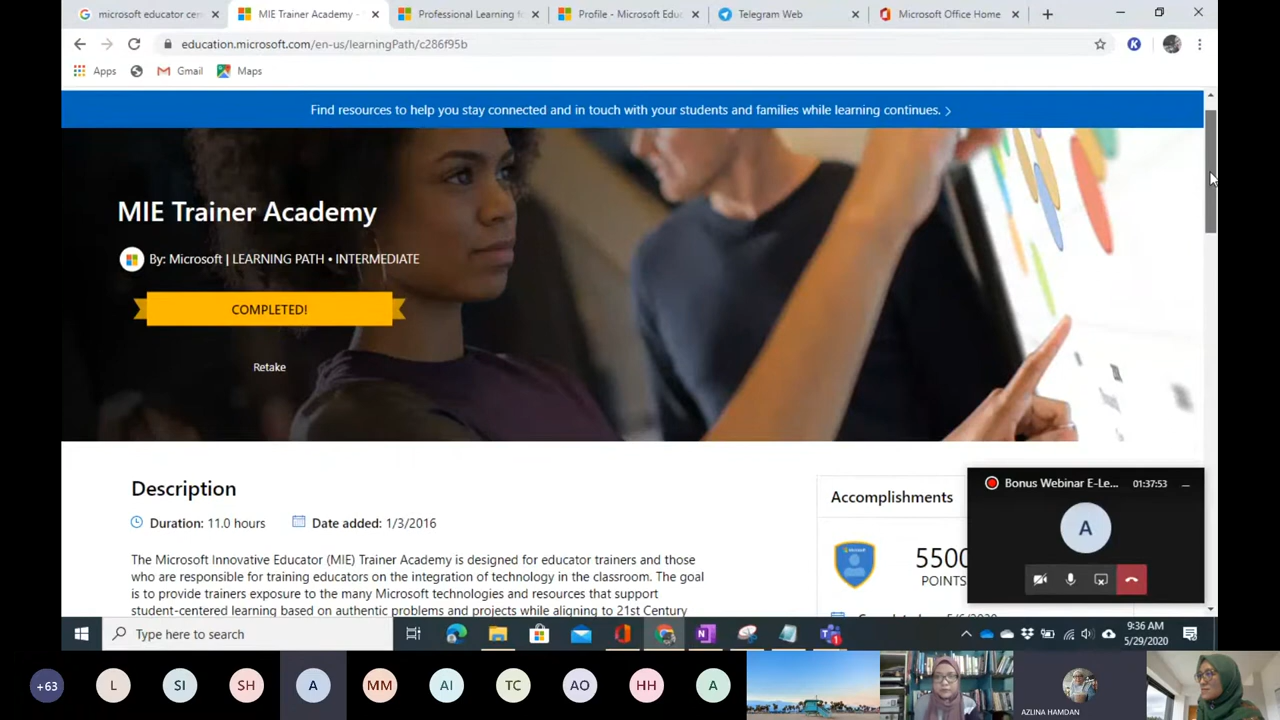 microsoft educator cer
MIE Trainer Academy -
Professional Learning f
Profile - Microsoft Educ
Telegram Web
Microsoft Office Home
education.microsoft.com/en-us/learningPath/c286f95b
K
Apps
Gmail
Maps
Find resources to help you stay connected and in touch with your students and families while learning continues.
MIE Trainer Academy
By: Microsoft | LEARNING PATH • INTERMEDIATE
COMPLETED!
Retake
Description
Duration: 11.0 hours
Date added: 1/3/2016
The Microsoft Innovative Educator (MIE) Trainer Academy is designed for educator trainers and those
who are responsible for training educators on the integration of technology in the classroom. The goal
is to provide trainers exposure to the many Microsoft technologies and resources that support
student-centered learning based on authentic problems and projects while aligning to 21st Century
Accomplishments
5500
POINTS
Bonus Webinar E-Le... 01:37:53
A
Type here to search
9:36 AM
5/29/2020
+63
L
SI
SH
A
MM
AI
TC
AO
HH
A
AZLINA HAMDAN